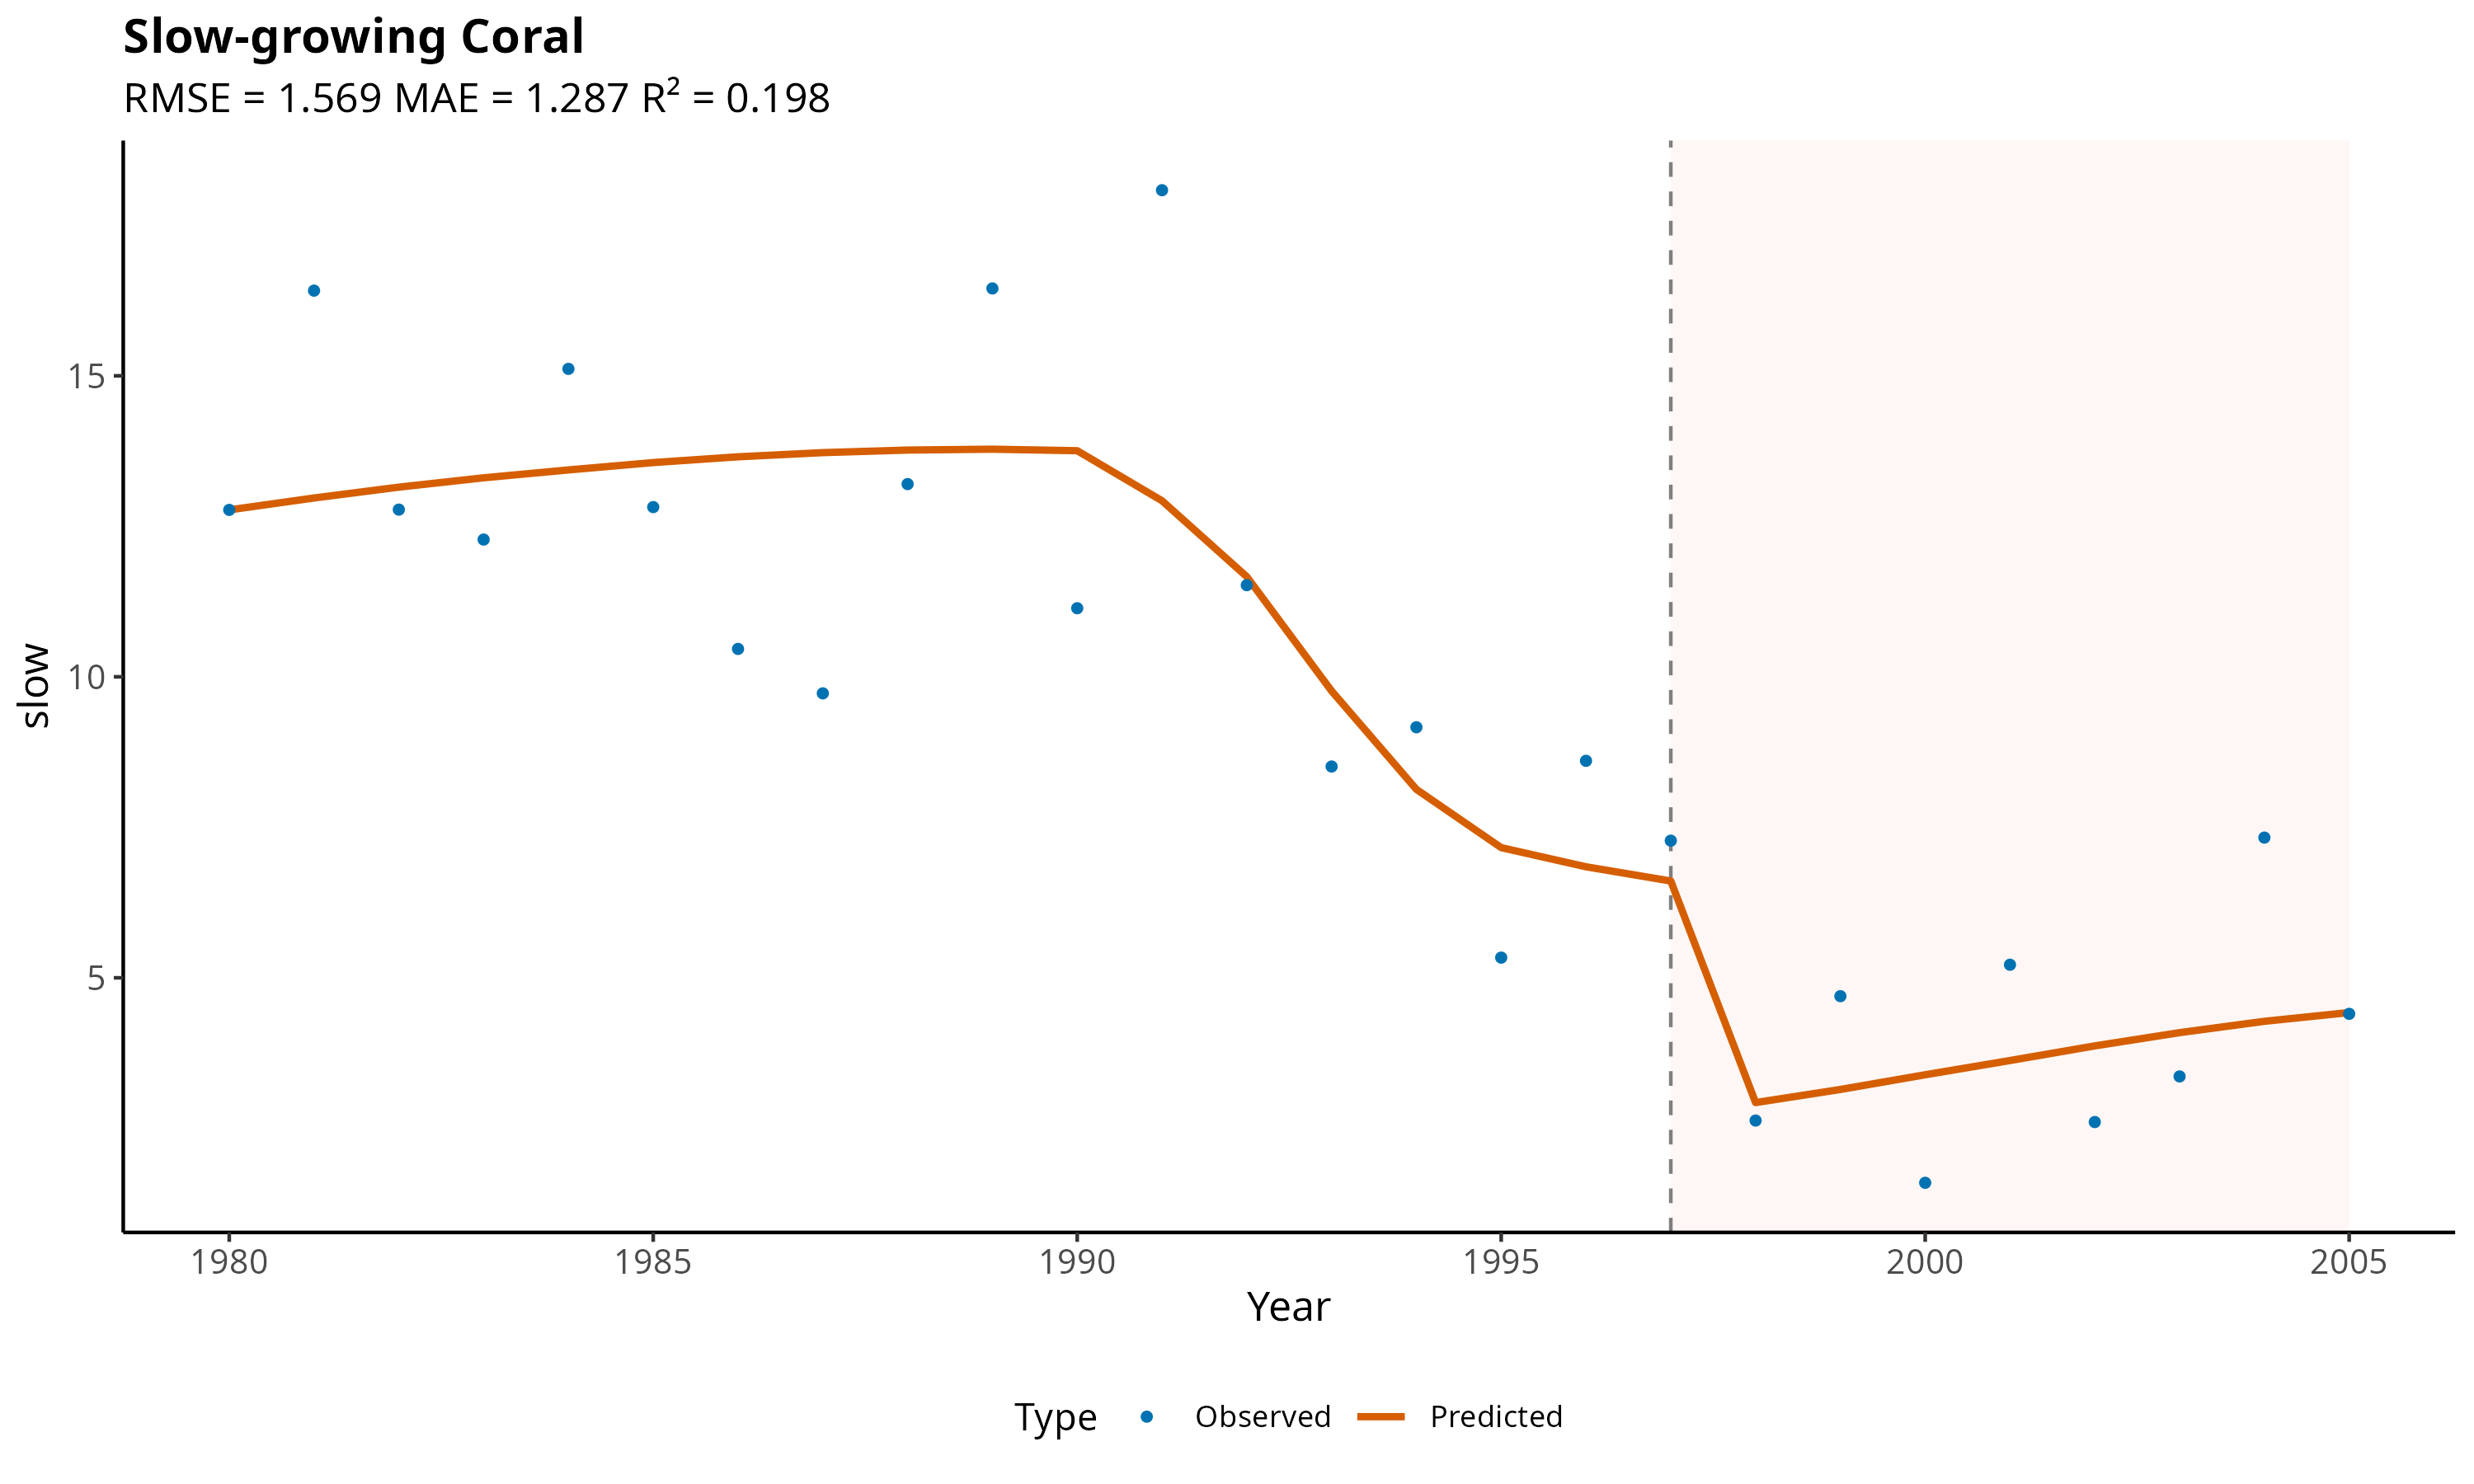 Slow-growing Coral
RMSE = 1.569 MAE = 1.287 R² = 0.198
slow
15
10
5
1980 1985 1990 1995 2000 2005
Year
Type Observed Predicted